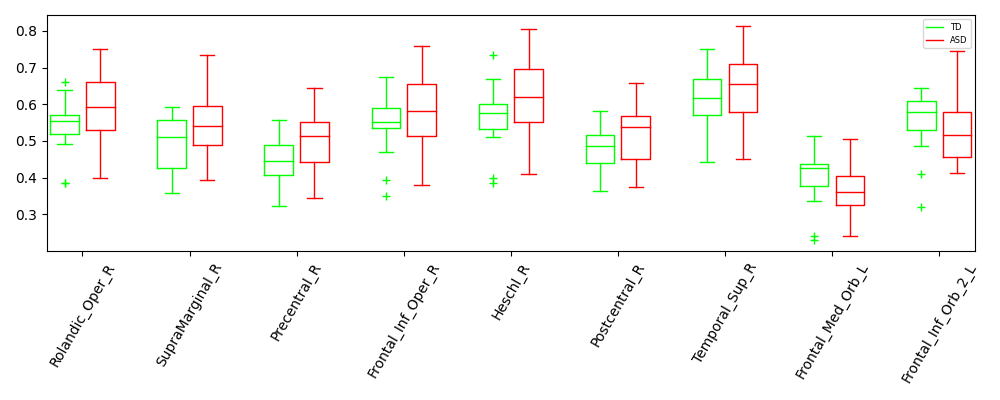 0.8
0.7
0.6
0.5
0.4
0.3
TD
ASD
Rolandic_Oper_R
SupraMarginal_R
Precentral_R
Frontal_Inf_Oper_R
Heschl_R
Postcentral_R
Temporal_Sup_R
Frontal_Med_Orb_L
Frontal_Inf_Orb_2_L